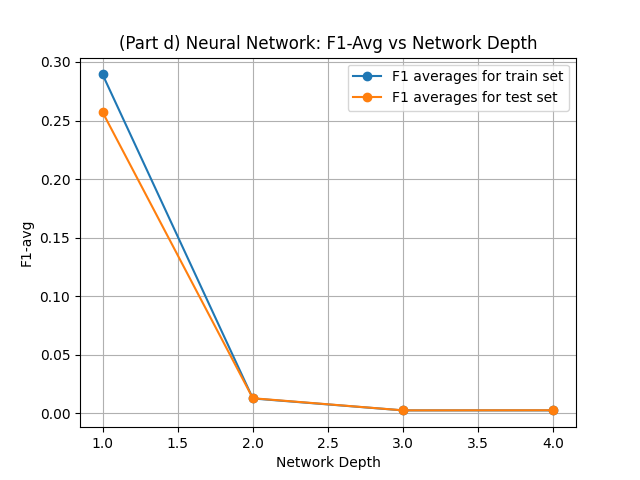 (Part d) Neural Network: F1-Avg vs Network Depth
F1 averages for train set
F1 averages for test set
F1-avg
0.30
0.25
0.20
0.15
0.10
0.05
0.00
1.0 1.5 2.0 2.5 3.0 3.5 4.0
Network Depth